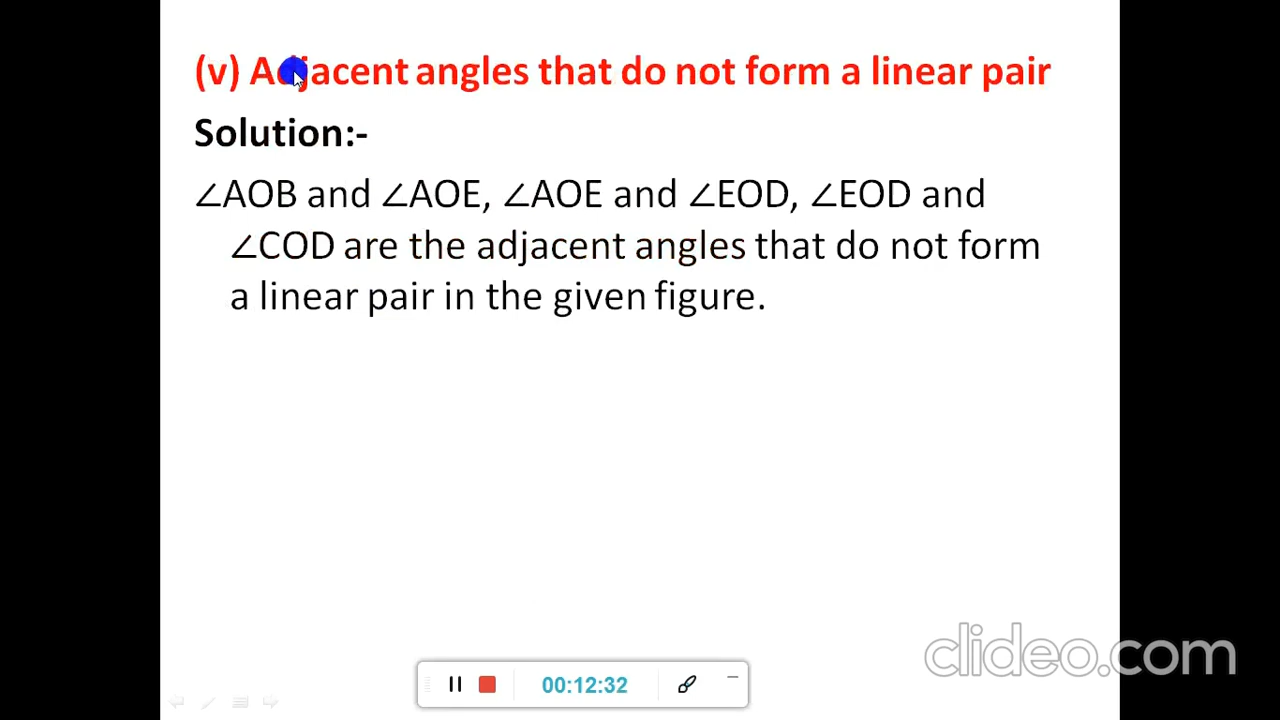 (v) Adjacent angles that do not form a linear pair
Solution:-
∠AOB and ∠AOE, ∠AOE and ∠EOD, ∠EOD and
∠COD are the adjacent angles that do not form
a linear pair in the given figure.
clideo.com
00:12:32